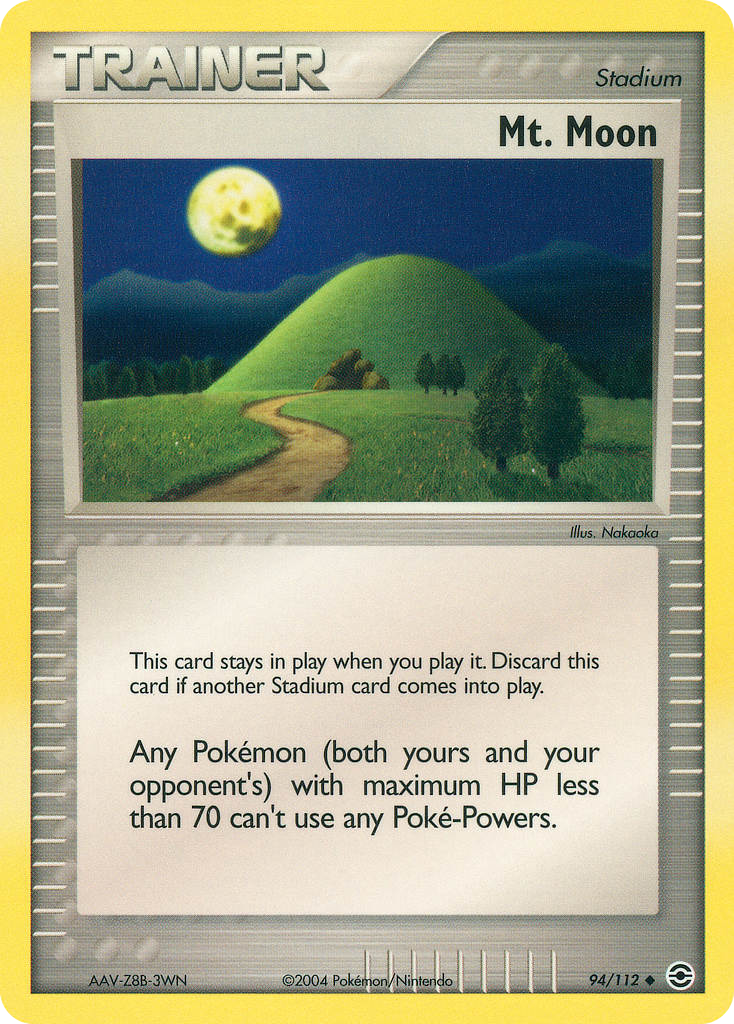 TRAINER
Stadium
Mt. Moon
Illus. Nakaoka
This card stays in play when you play it. Discard this
card if another Stadium card comes into play.
Any Pokémon (both yours and your
opponent's) with maximum HP less
than 70 can't use any Poké-Powers.
AAV-Z8B-3WN
©2004 Pokémon/Nintendo
94/112